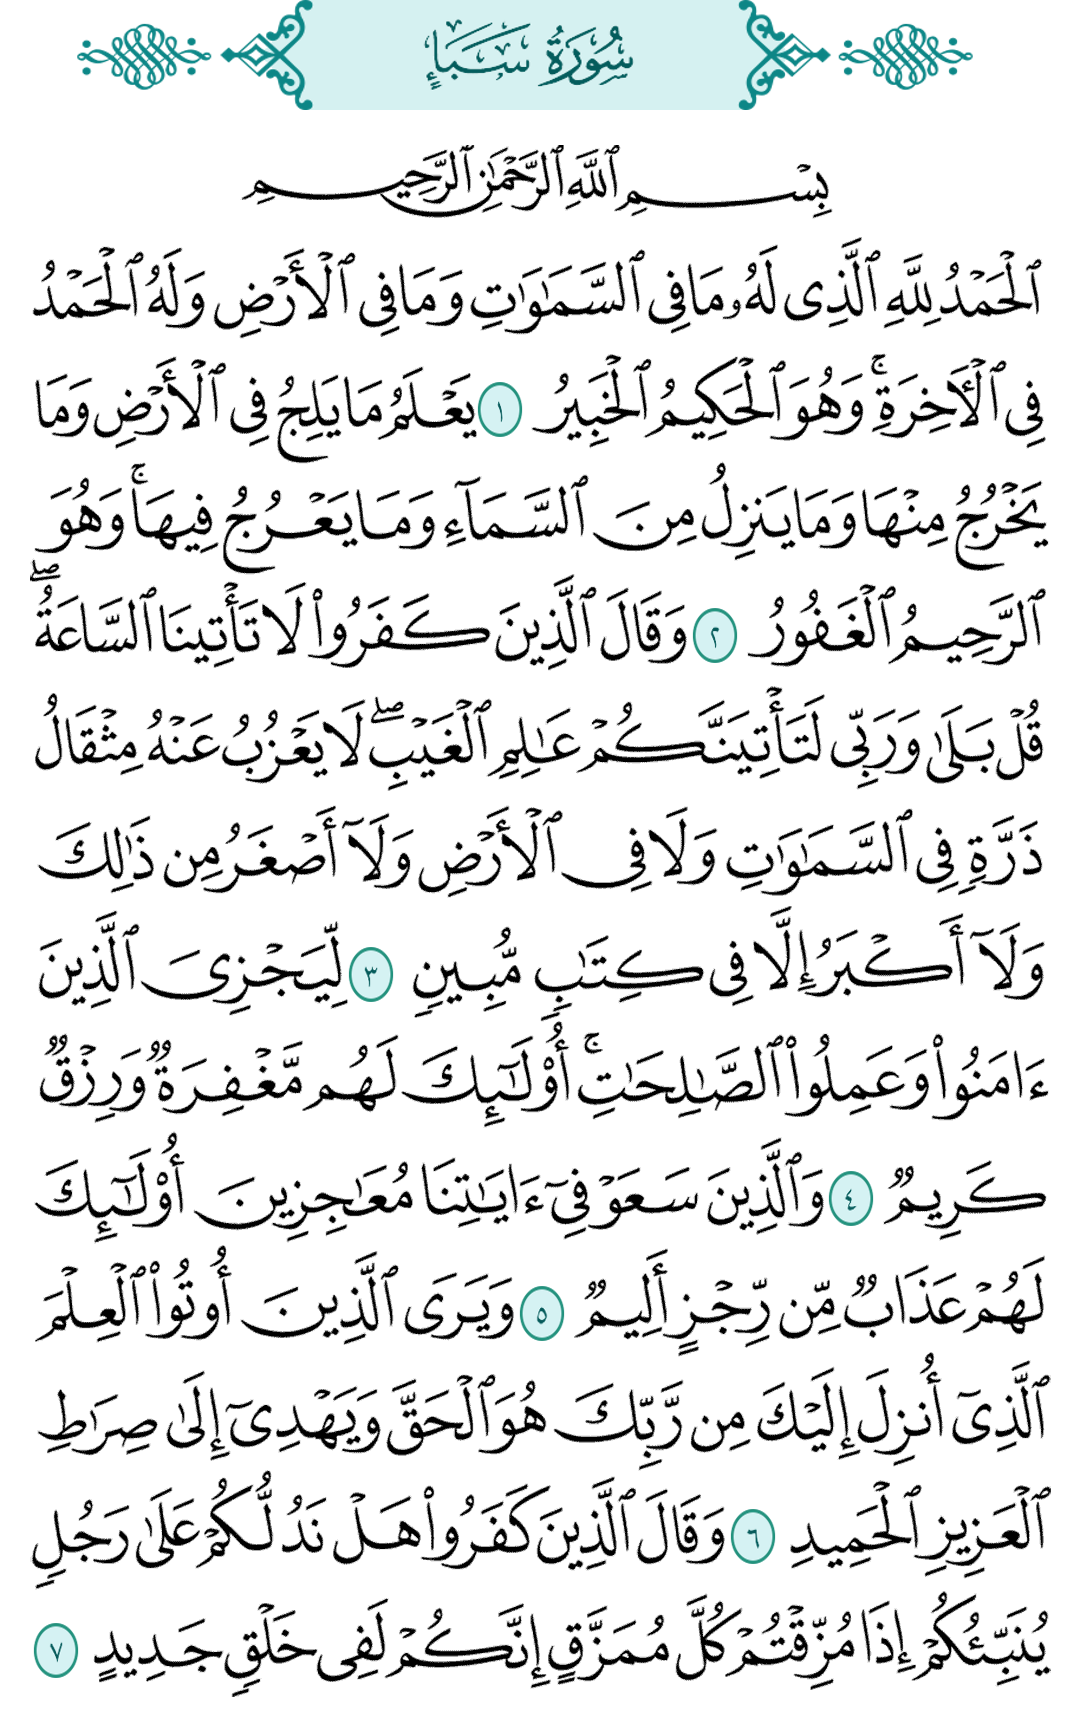 سُورَةُ سَبَإٍ
بِسْمِ ٱللَّهِ ٱلرَّحْمَٰنِ ٱلرَّحِيمِ
ٱلْحَمْدُ لِلَّهِ ٱلَّذِى لَهُۥ مَا فِى ٱلسَّمَٰوَٰتِ وَمَا فِى ٱلْأَرْضِ وَلَهُ ٱلْحَمْدُ
فِى ٱلْءَاخِرَةِ ۚ وَهُوَ ٱلْحَكِيمُ ٱلْخَبِيرُ ١ يَعْلَمُ مَا يَلِجُ فِى ٱلْأَرْضِ وَمَا
يَخْرُجُ مِنْهَا وَمَا يَنزِلُ مِنَ ٱلسَّمَآءِ وَمَا يَعْرُجُ فِيهَا ۚ وَهُوَ
ٱلرَّحِيمُ ٱلْغَفُورُ ٢ وَقَالَ ٱلَّذِينَ كَفَرُوا۟ لَا تَأْتِينَا ٱلسَّاعَةُ ۖ
قُلْ بَلَىٰ وَرَبِّى لَتَأْتِيَنَّكُمْ عَٰلِمِ ٱلْغَيْبِ ۖ لَا يَعْزُبُ عَنْهُ مِثْقَالُ
ذَرَّةٍ فِى ٱلسَّمَٰوَٰتِ وَلَا فِى ٱلْأَرْضِ وَلَآ أَصْغَرُ مِن ذَٰلِكَ
وَلَآ أَكْبَرُ إِلَّا فِى كِتَٰبٍ مُّبِينٍ ٣ لِّيَجْزِىَ ٱلَّذِينَ
ءَامَنُوا۟ وَعَمِلُوا۟ ٱلصَّٰلِحَٰتِ ۚ أُو۟لَٰٓئِكَ لَهُم مَّغْفِرَةٌ وَرِزْقٌ
كَرِيمٌ ٤ وَٱلَّذِينَ سَعَوْ فِىٓ ءَايَٰتِنَا مُعَٰجِزِينَ أُو۟لَٰٓئِكَ
لَهُمْ عَذَابٌ مِّن رِّجْزٍ أَلِيمٌ ٥ وَيَرَى ٱلَّذِينَ أُوتُوا۟ ٱلْعِلْمَ
ٱلَّذِىٓ أُنزِلَ إِلَيْكَ مِن رَّبِّكَ هُوَ ٱلْحَقَّ وَيَهْدِىٓ إِلَىٰ صِرَٰطِ
ٱلْعَزِيزِ ٱلْحَمِيدِ ٦ وَقَالَ ٱلَّذِينَ كَفَرُوا۟ هَلْ نَدُلُّكُمْ عَلَىٰ رَجُلٍ
يُنَبِّئُكُمْ إِذَا مُزِّقْتُمْ كُلَّ مُمَزَّقٍ إِنَّكُمْ لَفِى خَلْقٍ جَدِيدٍ ٧